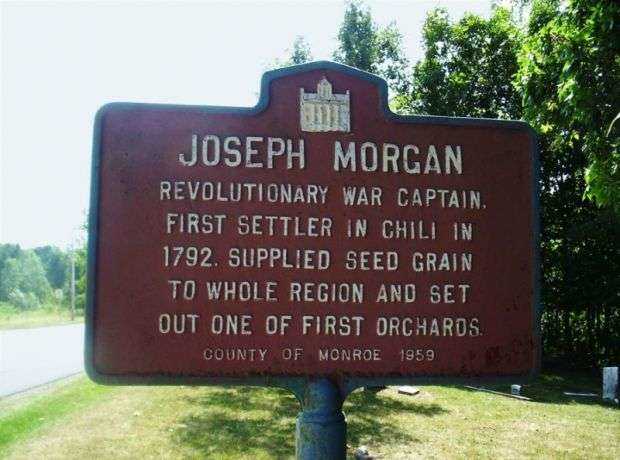 JOSEPH MORGAN
REVOLUTIONARY WAR CAPTAIN.
FIRST SETTLER IN CHILI IN
1792. SUPPLIED SEED GRAIN
TO WHOLE REGION AND SET
OUT ONE OF FIRST ORCHARDS.
COUNTY OF MONROE 1959